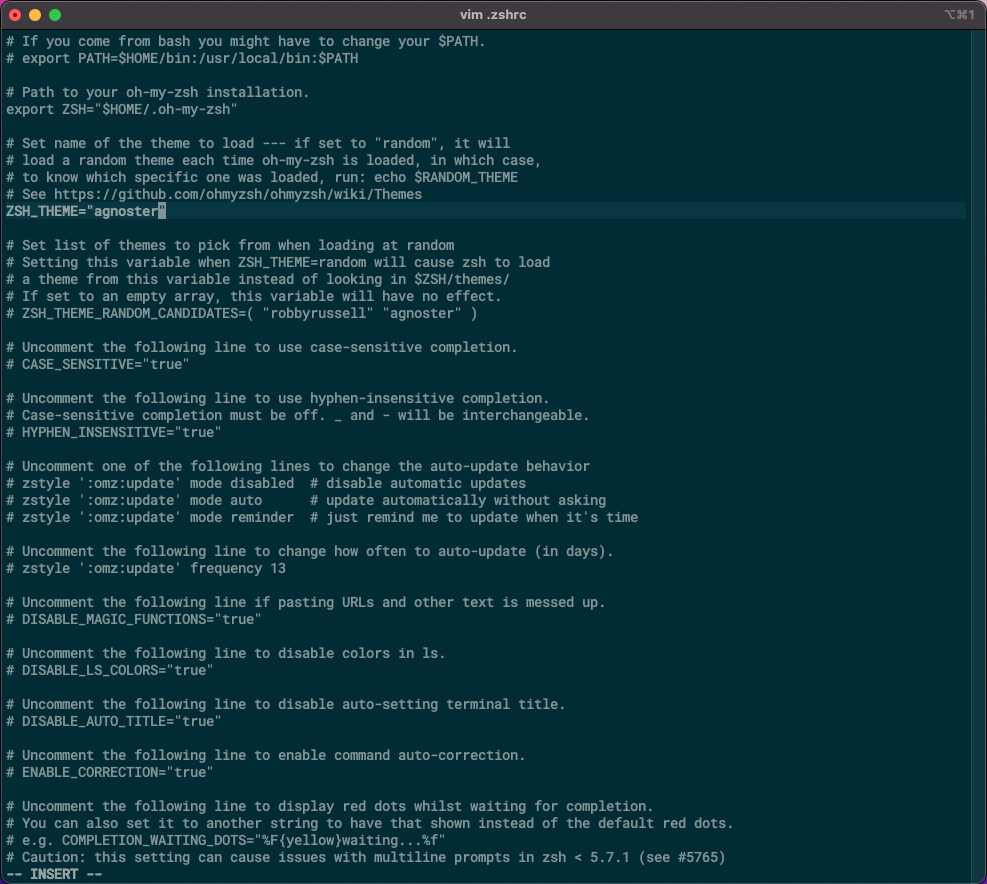 vim .zshrc
⌥⌘1
# If you come from bash you might have to change your $PATH.
# export PATH=$HOME/bin:/usr/local/bin:$PATH
# Path to your oh-my-zsh installation.
export ZSH="$HOME/.oh-my-zsh"
# Set name of the theme to load --- if set to "random", it will
# load a random theme each time oh-my-zsh is loaded, in which case,
# to know which specific one was loaded, run: echo $RANDOM_THEME
# See https://github.com/ohmyzsh/ohmyzsh/wiki/Themes
ZSH_THEME="agnoster"
# Set list of themes to pick from when loading at random
# Setting this variable when ZSH_THEME=random will cause zsh to load
# a theme from this variable instead of looking in $ZSH/themes/
# If set to an empty array, this variable will have no effect.
# ZSH_THEME_RANDOM_CANDIDATES=( "robbyrussell" "agnoster" )
# Uncomment the following line to use case-sensitive completion.
# CASE_SENSITIVE="true"
# Uncomment the following line to use hyphen-insensitive completion.
# Case-sensitive completion must be off. _ and - will be interchangeable.
# HYPHEN_INSENSITIVE="true"
# Uncomment one of the following lines to change the auto-update behavior
# zstyle ':omz:update' mode disabled  # disable automatic updates
# zstyle ':omz:update' mode auto      # update automatically without asking
# zstyle ':omz:update' mode reminder  # just remind me to update when it's time
# Uncomment the following line to change how often to auto-update (in days).
# zstyle ':omz:update' frequency 13
# Uncomment the following line if pasting URLs and other text is messed up.
# DISABLE_MAGIC_FUNCTIONS="true"
# Uncomment the following line to disable colors in ls.
# DISABLE_LS_COLORS="true"
# Uncomment the following line to disable auto-setting terminal title.
# DISABLE_AUTO_TITLE="true"
# Uncomment the following line to enable command auto-correction.
# ENABLE_CORRECTION="true"
# Uncomment the following line to display red dots whilst waiting for completion.
# You can also set it to another string to have that shown instead of the default red dots.
# e.g. COMPLETION_WAITING_DOTS="%F{yellow}waiting...%f"
# Caution: this setting can cause issues with multiline prompts in zsh < 5.7.1 (see #5765)
-- INSERT --